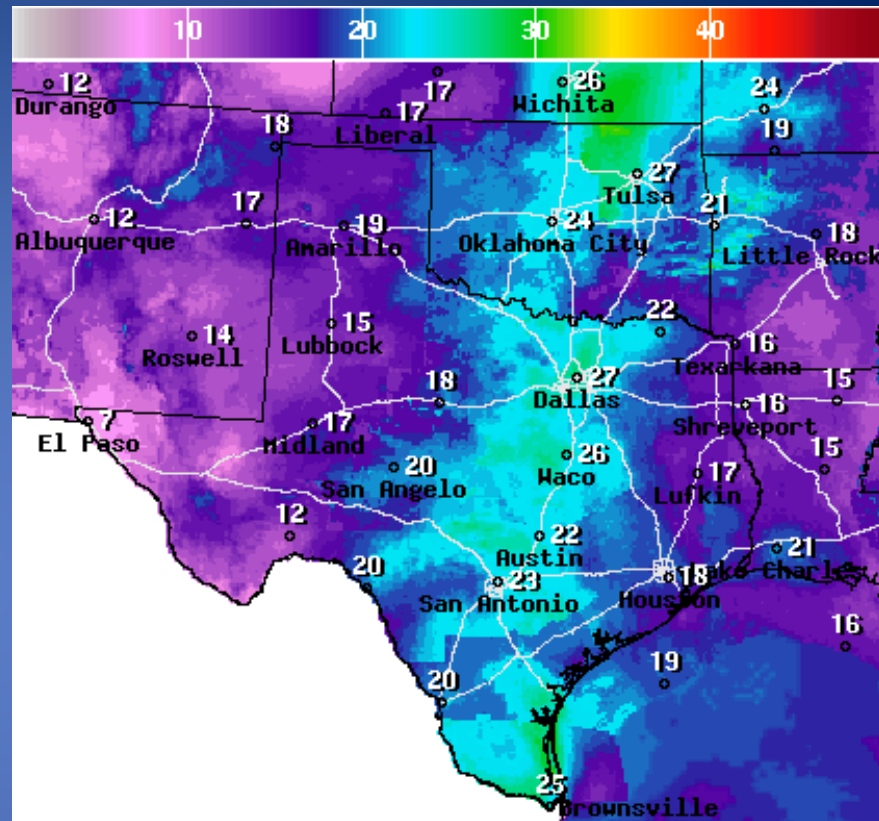 10 20 30 40
12 Durango
17
17 Liberal
26 Wichita
24
18
19
27 Tulsa
12 Albuquerque
17
19 Amarillo
24 Oklahoma City
21
18 Little Rock
14 Roswell
15 Lubbock
22
16 Texarkana
7 El Paso
17 Midland
18
27 Dallas
16 Shreveport
15
20 San Angelo
26 Waco
17 Lufkin
15
12
22 Austin
21
20
23 San Antonio
18 Houston
Charles
16
19
20
25 Brownsville